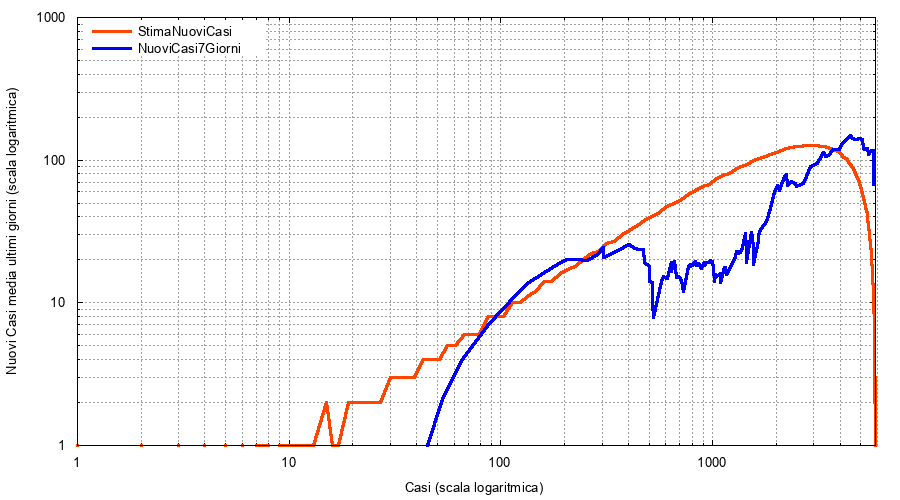 1000
StimaNuoviCasi
NuoviCasi7Giorni
100
10
1
Nuovi Casi media ultimi giorni (scala logaritmica)
1
10
100
1000
Casi (scala logaritmica)